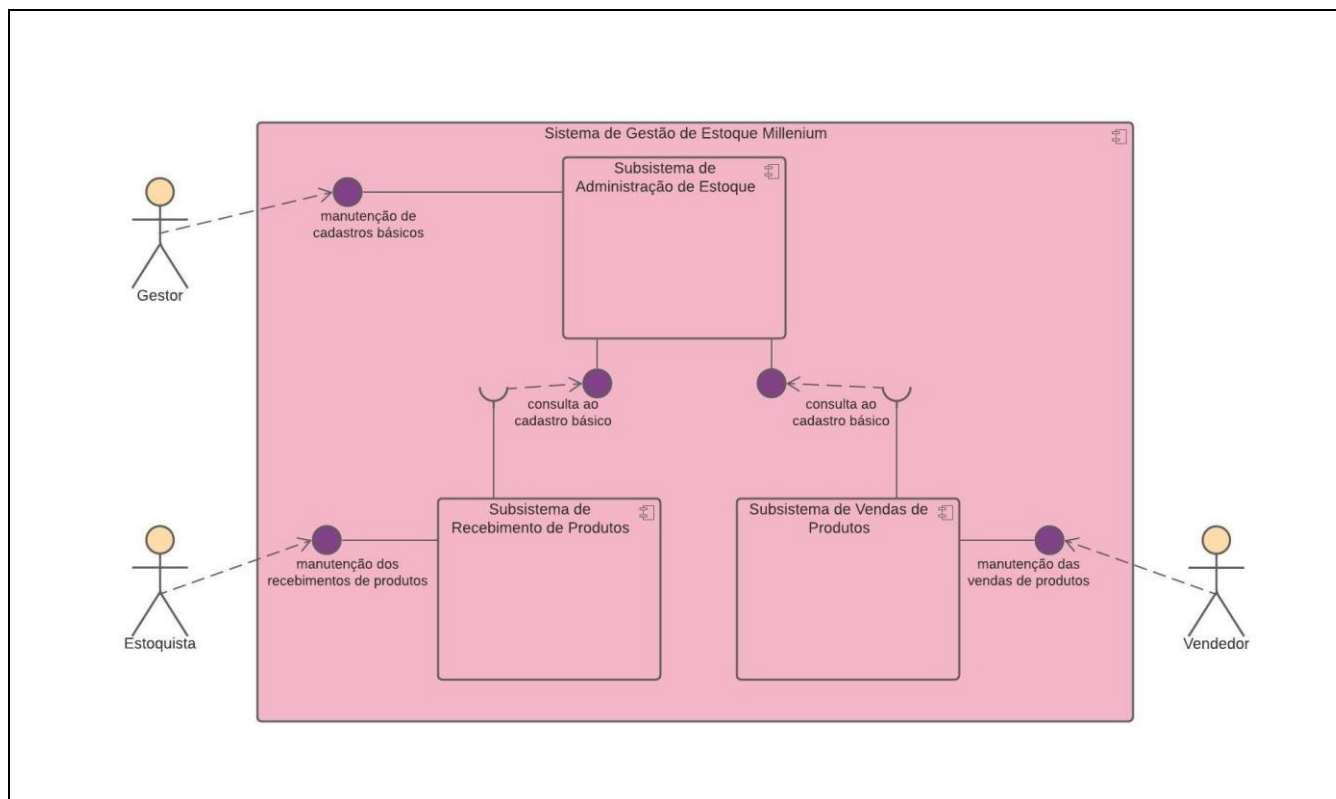 Sistema de Gestão de Estoque Millenium
Subsistema de
Administração de Estoque
manutenção de
cadastros básicos
Gestor
consulta ao
cadastro básico
consulta ao
cadastro básico
Subsistema de
Recebimento de Produtos
Subsistema de Vendas de
Produtos
manutenção dos
recebimentos de produtos
manutenção das
vendas de produtos
Estoquista
Vendedor